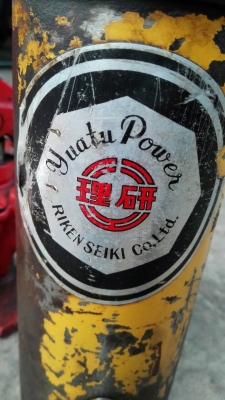 Yuatu Power
理研
RIKEN SEIKI CO.,Ltd.